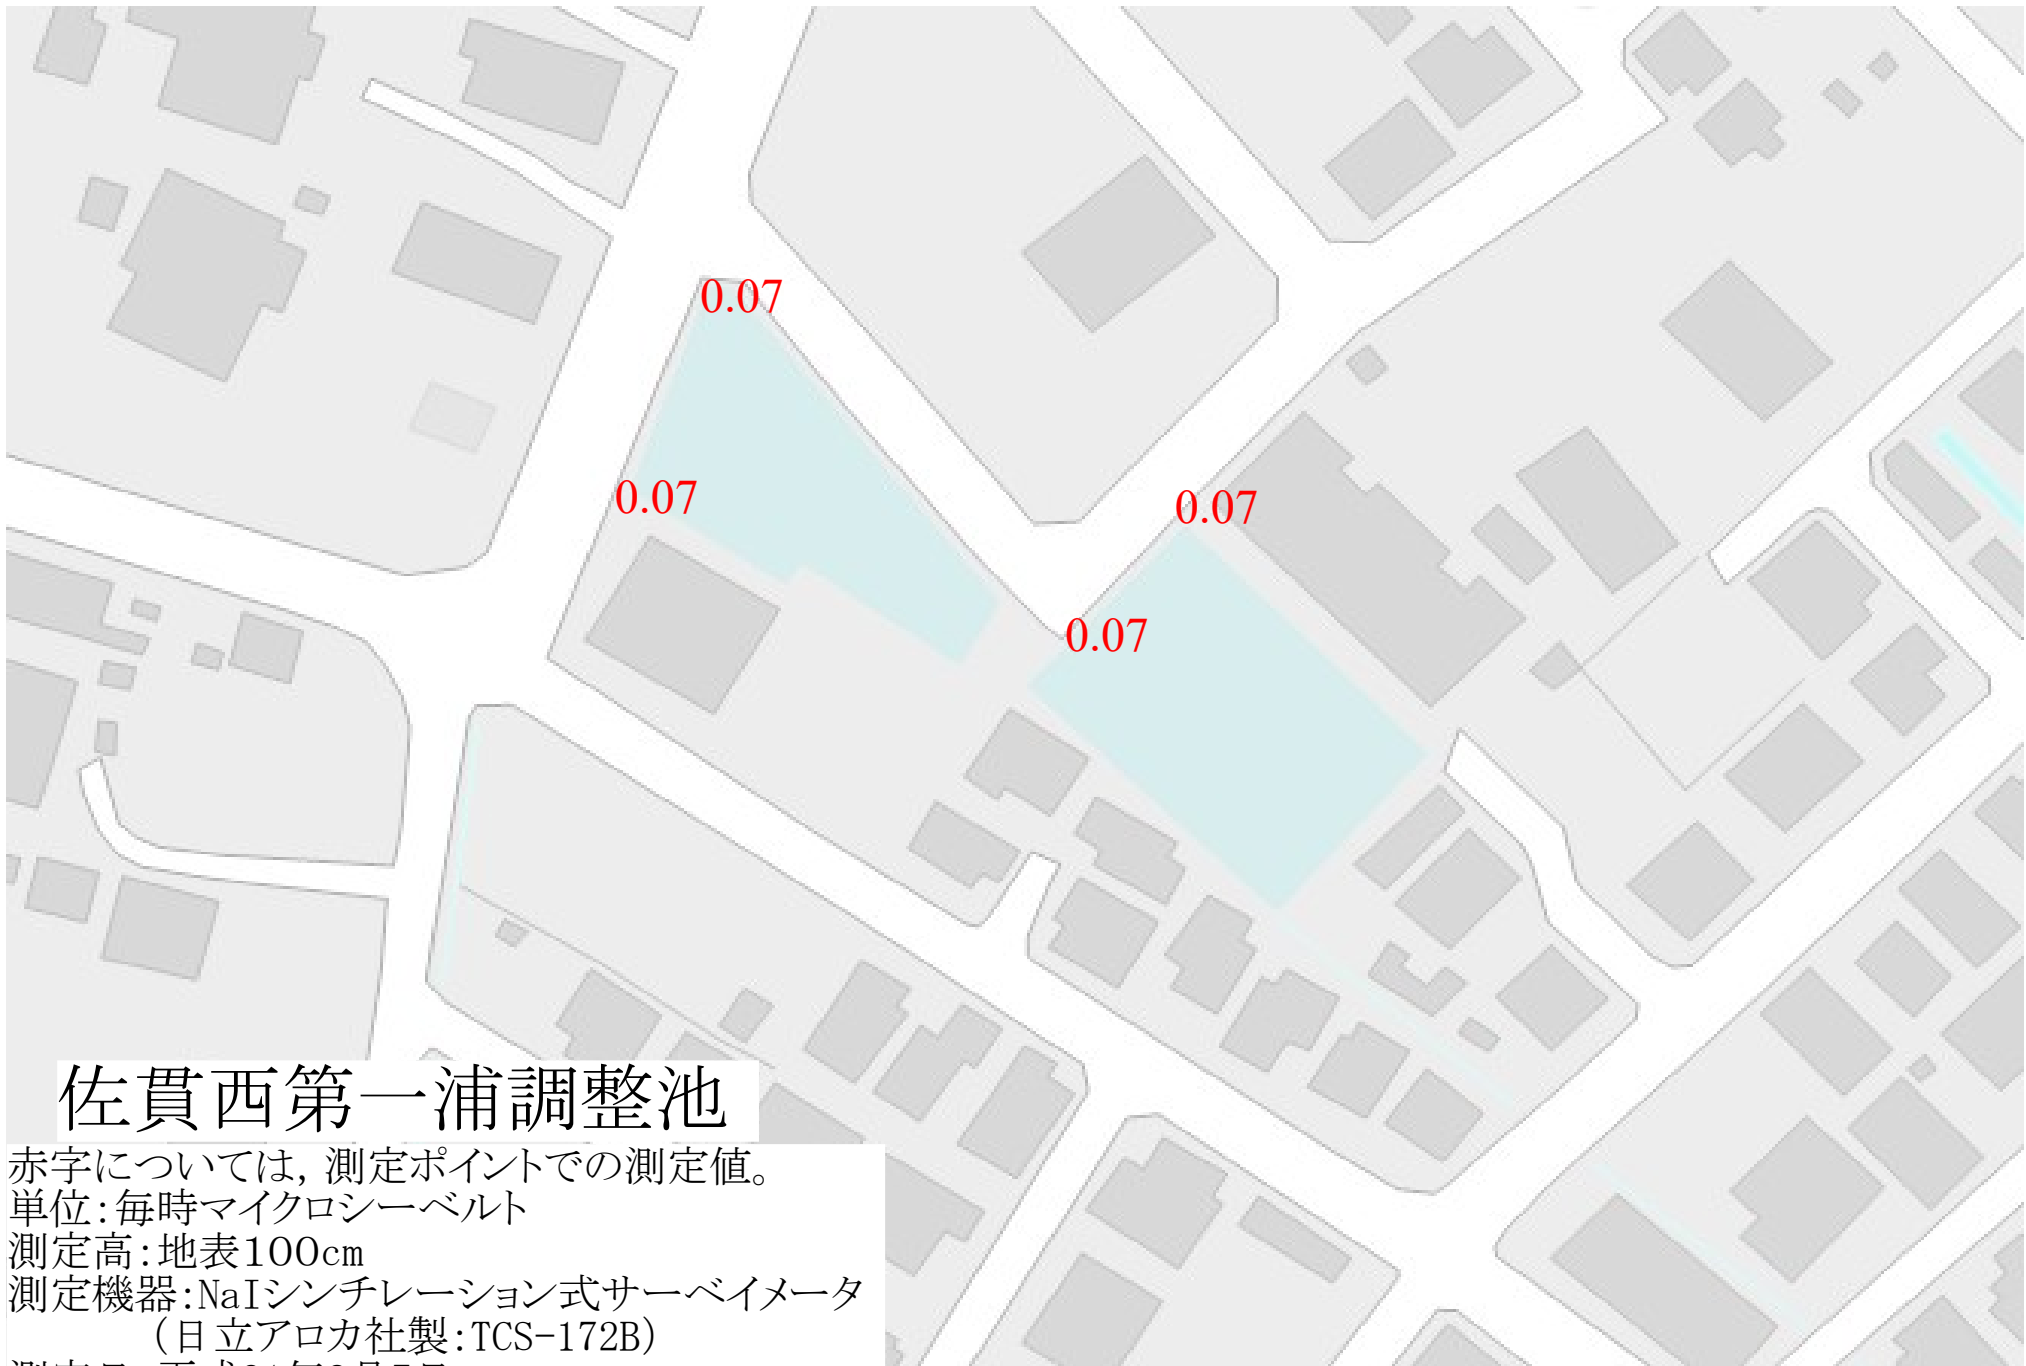 0.07
0.07
0.07
0.07
佐貫西第一浦調整池
赤字については，測定ポイントでの測定値。
単位：毎時マイクロシーベルト
測定高：地表100cm
測定機器：NaIシンチレーション式サーベイメータ
（日立アロカ社製：TCS-172B）